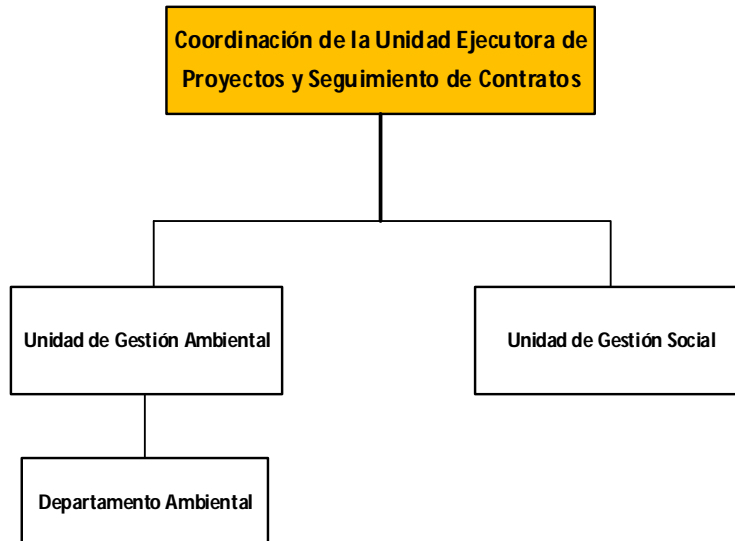 Coordinación de la Unidad Ejecutora de
Proyectos y Seguimiento de Contratos
Unidad de Gestión Ambiental
Unidad de Gestión Social
Departamento Ambiental